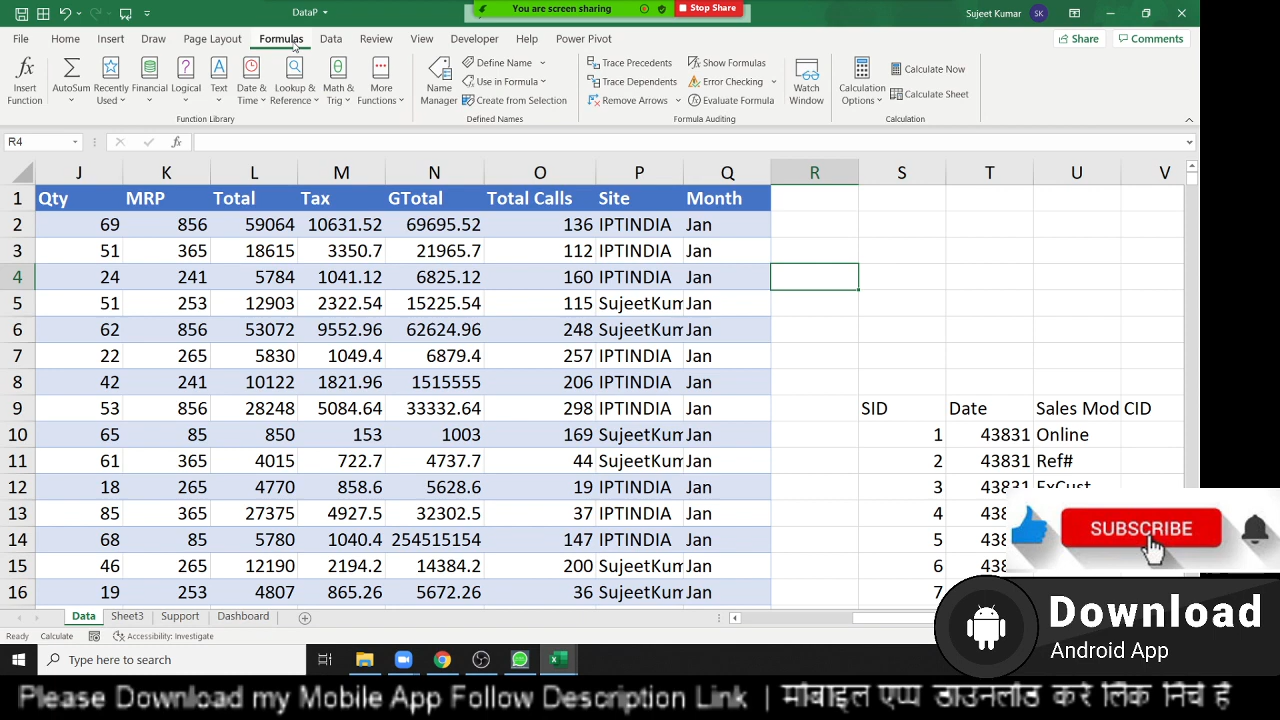 DataP
You are screen sharing
Stop Share
Sujeet Kumar SK
File Home Insert Draw Page Layout Formulas Data Review View Developer Help Power Pivot Share Comments
Insert Function
AutoSum
Recently Used
Financial
Logical
Text
Date & Time
Lookup & Reference
Math & Trig
More Functions
Function Library
Name Manager
Define Name
Use in Formula
Create from Selection
Defined Names
Trace Precedents
Trace Dependents
Remove Arrows
Show Formulas
Error Checking
Evaluate Formula
Formula Auditing
Watch Window
Calculation Options
Calculate Now
Calculate Sheet
Calculation
R4 fx
J K L M N O P Q R S T U V
1 Qty MRP Total Tax GTotal Total Calls Site Month
2 69 856 59064 10631.52 69695.52 136 IPTINDIA Jan
3 51 365 18615 3350.7 21965.7 112 IPTINDIA Jan
4 24 241 5784 1041.12 6825.12 160 IPTINDIA Jan
5 51 253 12903 2322.54 15225.54 115 SujeetKum Jan
6 62 856 53072 9552.96 62624.96 248 SujeetKum Jan
7 22 265 5830 1049.4 6879.4 257 IPTINDIA Jan
8 42 241 10122 1821.96 1515555 206 IPTINDIA Jan
9 53 856 28248 5084.64 33332.64 298 IPTINDIA Jan SID Date Sales Mod CID
10 65 85 850 153 1003 169 SujeetKum Jan 1 43831 Online
11 61 365 4015 722.7 4737.7 44 SujeetKum Jan 2 43831 Ref#
12 18 265 4770 858.6 5628.6 19 IPTINDIA Jan 3 43831 ExCust
13 85 365 27375 4927.5 32302.5 37 IPTINDIA Jan 4 438
14 68 85 5780 1040.4 254515154 147 IPTINDIA Jan 5 438
15 46 265 12190 2194.2 14384.2 200 SujeetKum Jan 6 438
16 19 253 4807 865.26 5672.26 36 SujeetKum Jan 7
SUBSCRIBE
Download
Android App
Data Sheet3 Support Dashboard
Ready Calculate Accessibility: Investigate
Type here to search
Please Download my Mobile App Follow Description Link | मोबाइल एप्प डाउनलोड करे लिंक निचे है